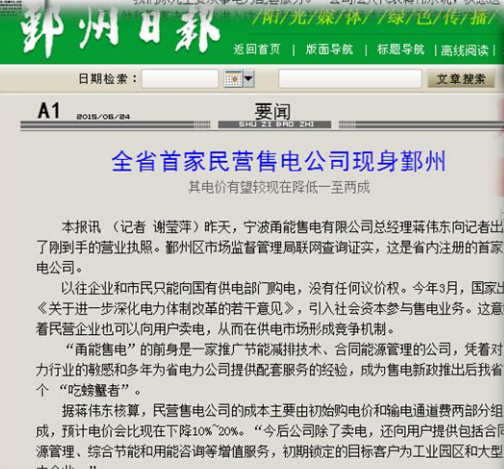 鄞州日报
/阳光媒体/绿色传播/
返回首页 | 版面导航 | 标题导航 | 离线阅读 |
日期检索： 文章搜索
A1 2015/06/24 要闻
SHU ZI BAO ZHI
全省首家民营售电公司现身鄞州
其电价有望较现在降低一至两成
本报讯 （记者 谢莹萍）昨天，宁波甬能售电有限公司总经理蒋伟东向记者出
了刚到手的营业执照。鄞州区市场监督管理局联网查询证实，这是省内注册的首家
电公司。
以往企业和市民只能向国有供电部门购电，没有任何议价权。今年3月，国家出
《关于进一步深化电力体制改革的若干意见》，引入社会资本参与售电业务。这意
着民营企业也可以向用户卖电，从而在供电市场形成竞争机制。
“甬能售电”的前身是一家推广节能减排技术、合同能源管理的公司，凭着对
力行业的敏感和多年为省电力公司提供配套服务的经验，成为售电新政推出后我省
个 “吃螃蟹者”。
据蒋伟东核算，民营售电公司的成本主要由初始购电价和输电通道费两部分组
成，预计电价会比现在下降10%~20%。“今后公司除了卖电，还向用户提供包括合同
源管理、综合节能和用能咨询等增值服务，初期锁定的目标客户为工业园区和大型